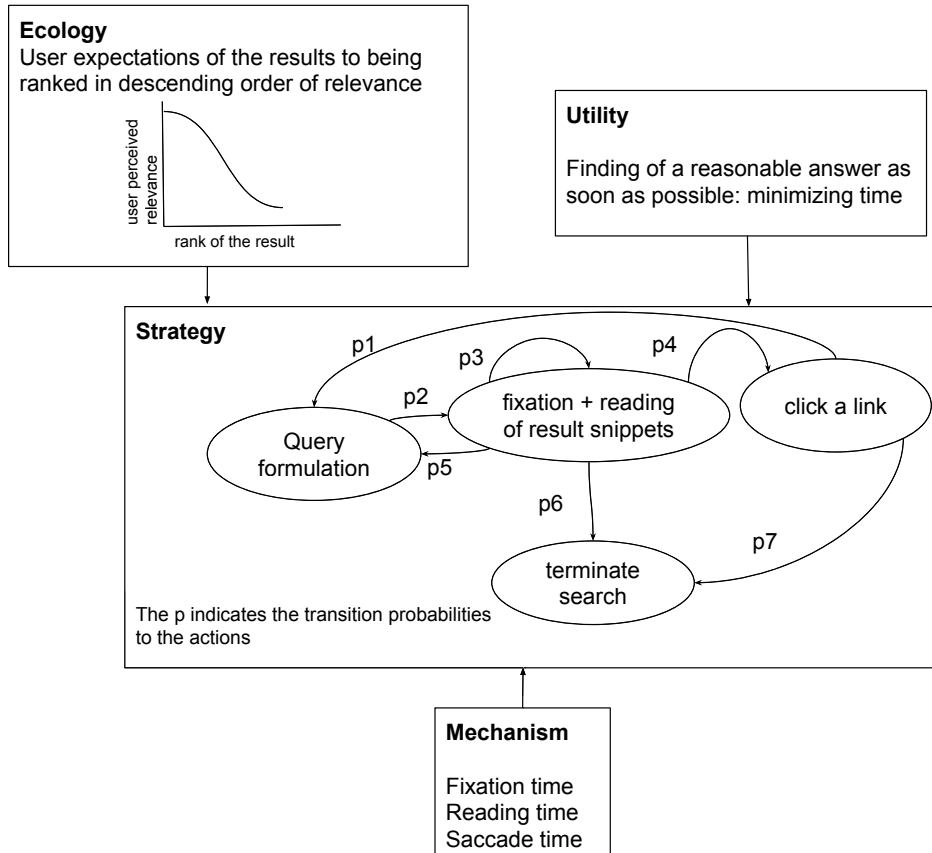 Ecology
User expectations of the results to being
ranked in descending order of relevance
user perceived
relevance
rank of the result
Utility
Finding of a reasonable answer as
soon as possible: minimizing time
Strategy
p1
p3
p4
p2
fixation + reading
of result snippets
click a link
Query
formulation
p5
p6
p7
terminate
search
The p indicates the transition probabilities
to the actions
Mechanism
Fixation time
Reading time
Saccade time